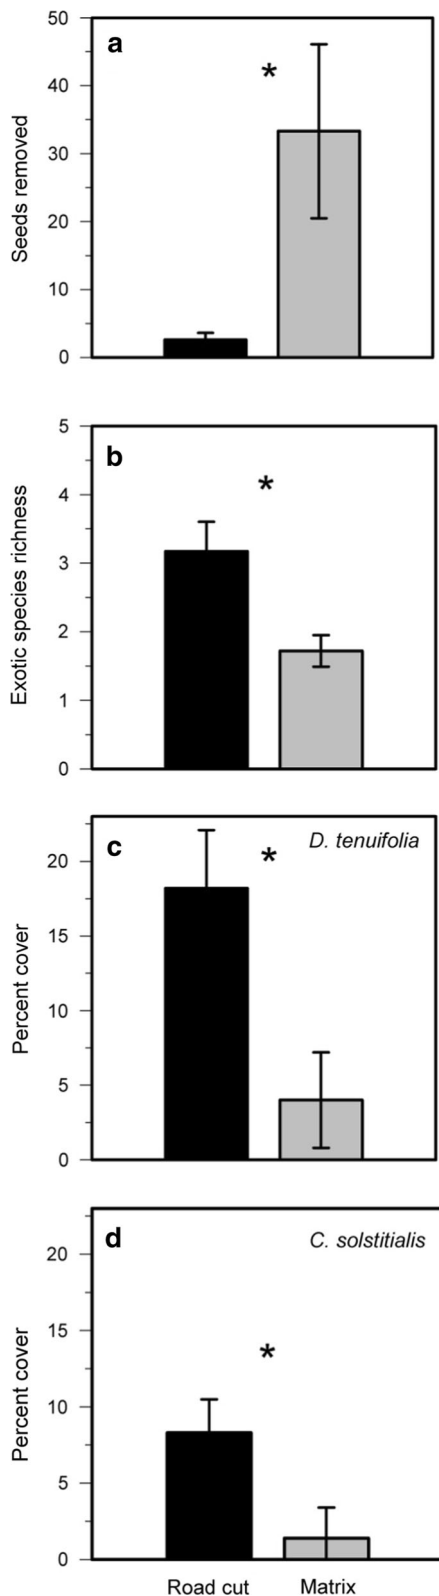 50
a
*
40
30
20
10
0
Seeds removed
5
b
*
4
3
2
1
0
Exotic species richness
c
D. tenuifolia
*
20
15
10
5
0
Percent cover
d
C. solstitialis
20
15
*
10
5
0
Percent cover
Road cut Matrix